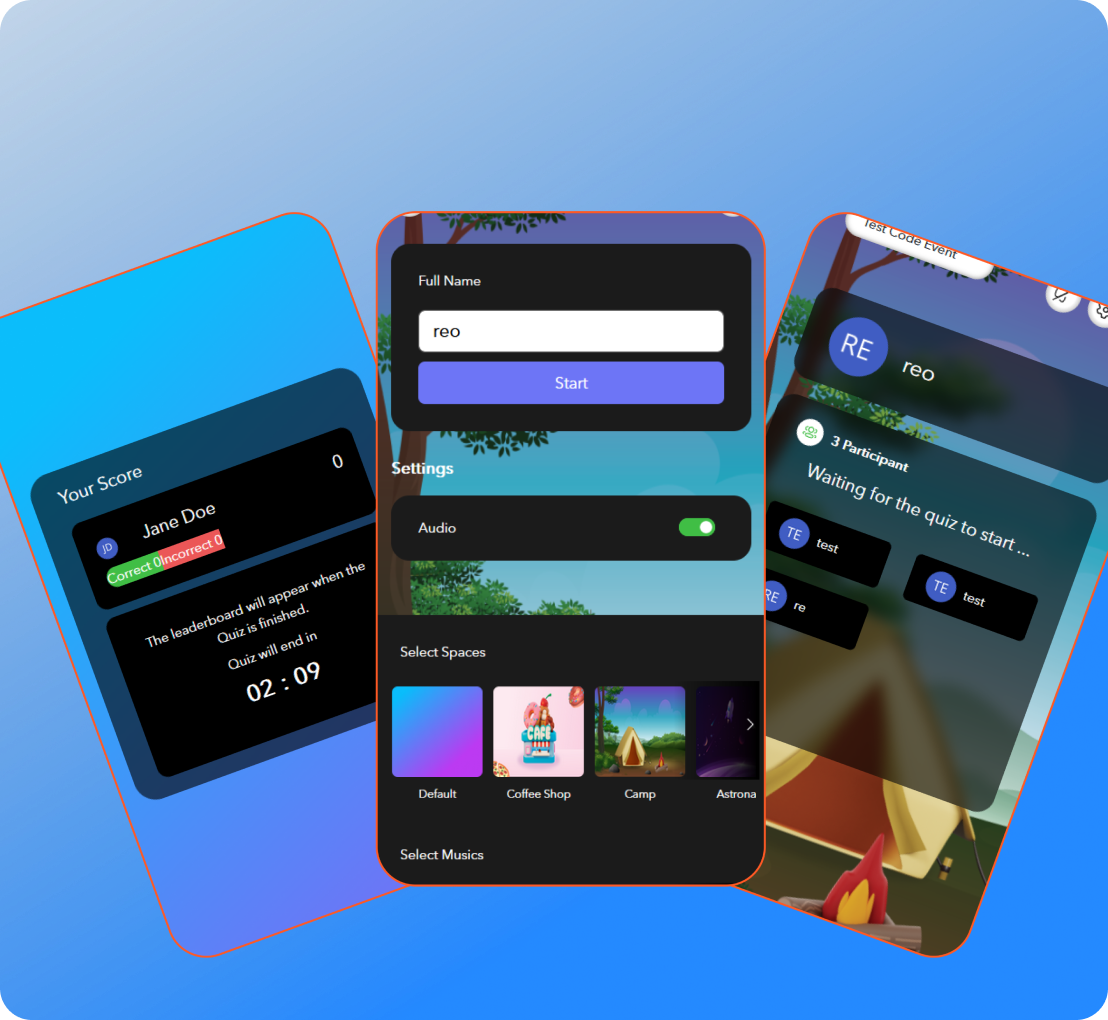 Your Score
0
JD
Jane Doe
Correct 0Incorrect 0
The leaderboard will appear when the
Quiz is finished.
Quiz will end in
02 : 09
Full Name
reo
Start
Settings
Audio
Select Spaces
CAFE
Default
Coffee Shop
Camp
Astrona
Select Musics
Test Code Event
RE
reo
3 Participant
Waiting for the quiz to start ...
TE
test
TE
test
RE
re